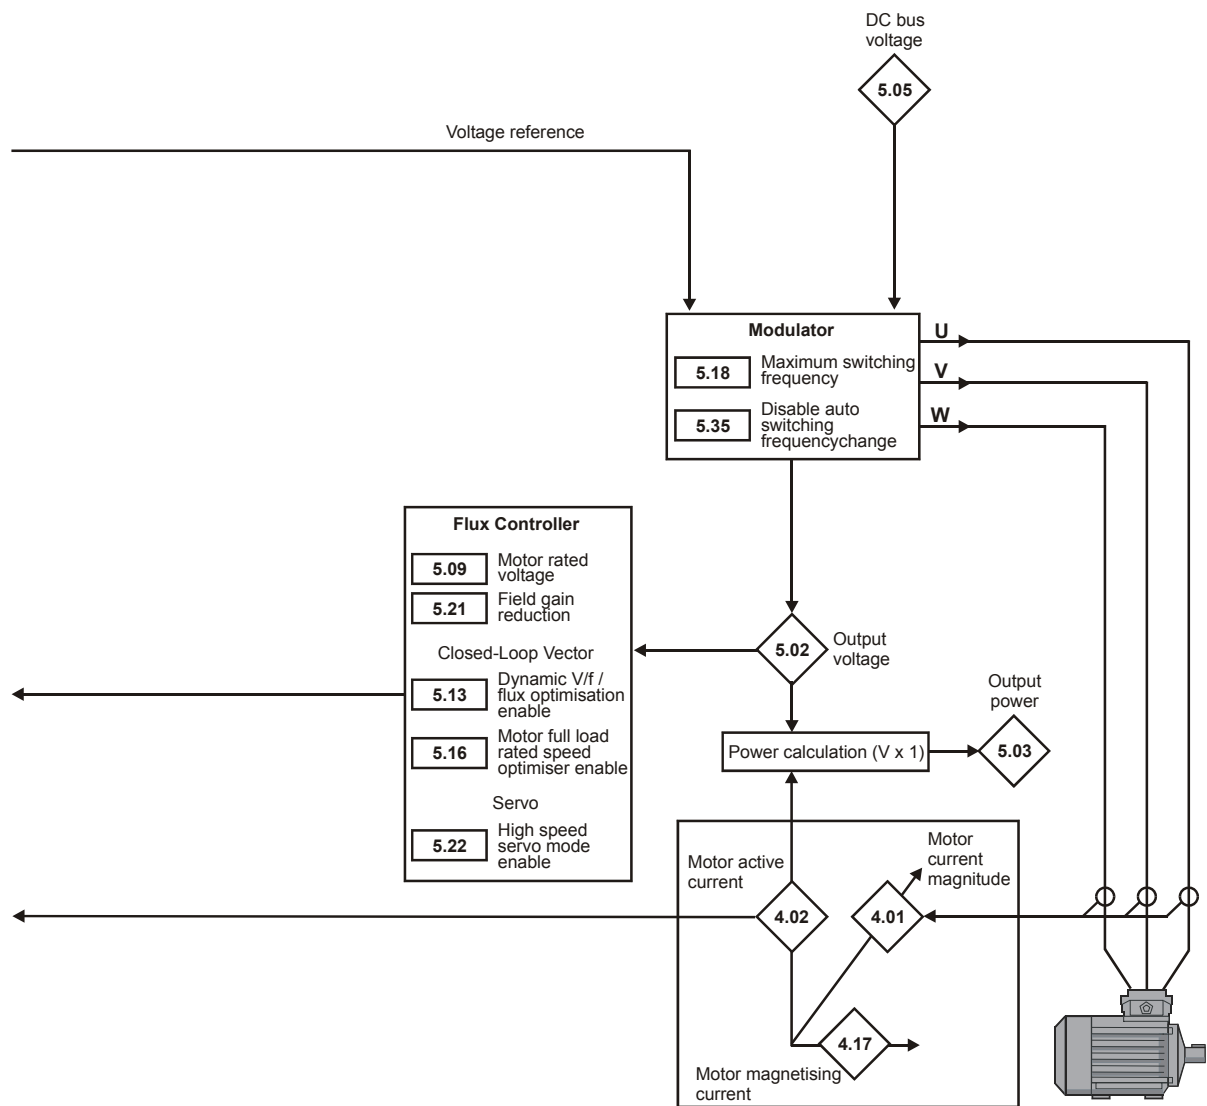 DC bus
voltage
5.05
Voltage reference
Modulator
5.18
Maximum switching
frequency
5.35
Disable auto
switching
frequencychange
U
V
W
Flux Controller
5.09
Motor rated
voltage
5.21
Field gain
reduction
Closed-Loop Vector
5.13
Dynamic V/f /
flux optimisation
enable
5.16
Motor full load
rated speed
optimiser enable
Servo
5.22
High speed
servo mode
enable
5.02
Output
voltage
Output
power
Power calculation (V x 1)
5.03
Motor active
current
Motor
current
magnitude
4.02
4.01
4.17
Motor magnetising
current